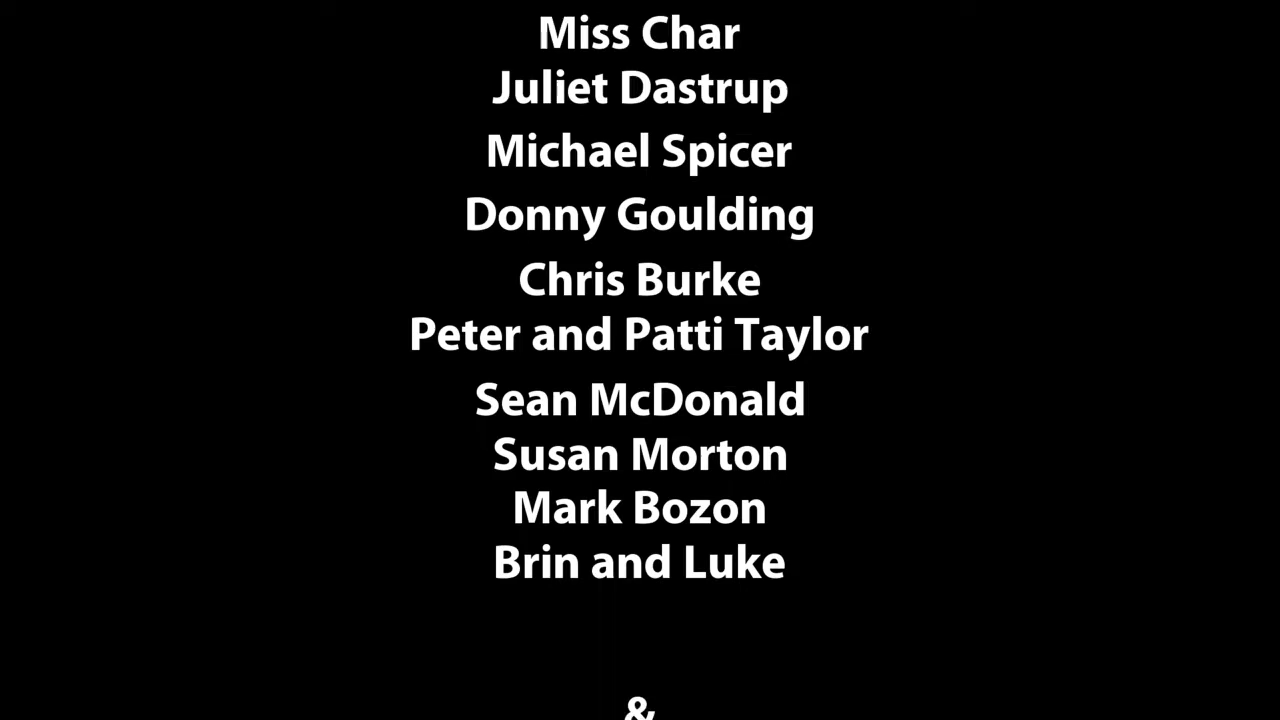 Miss Char
Juliet Dastrup
Michael Spicer
Donny Goulding
Chris Burke
Peter and Patti Taylor
Sean McDonald
Susan Morton
Mark Bozon
Brin and Luke
&